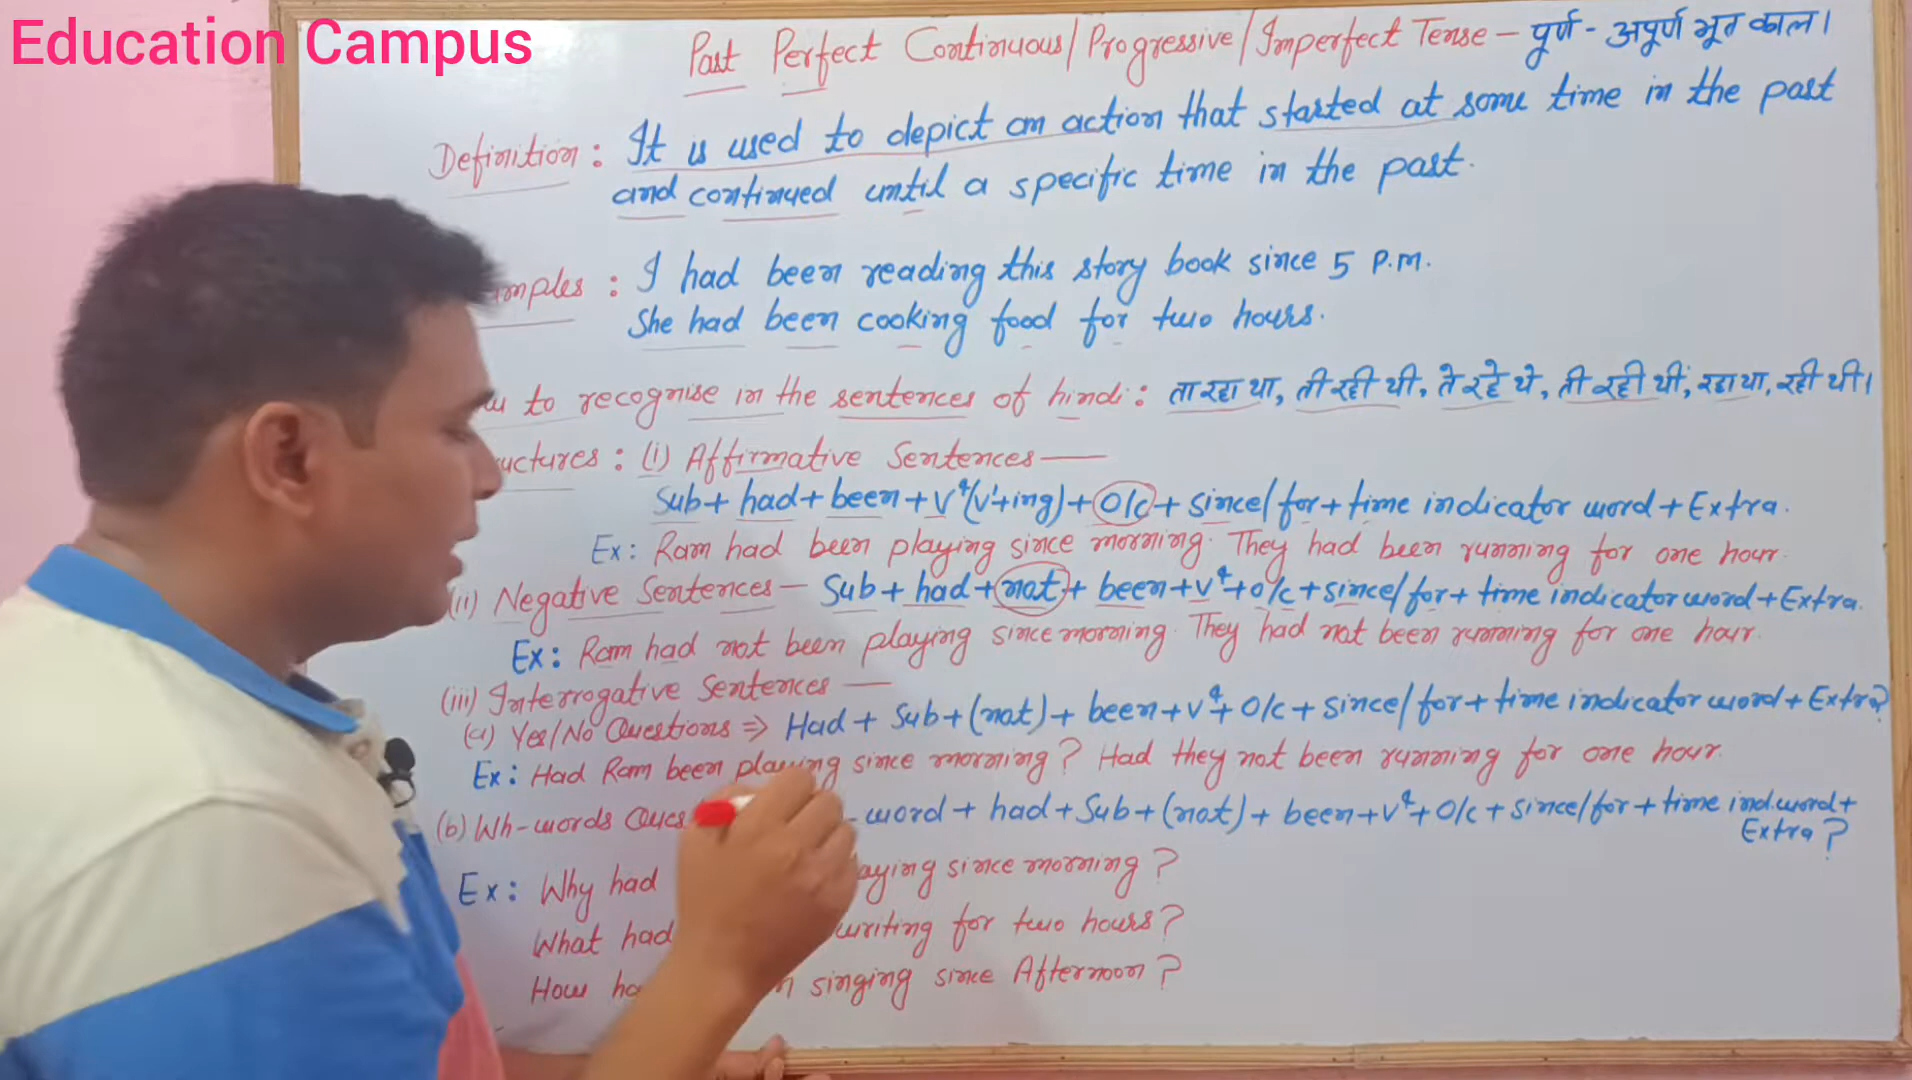 Education Campus
Past Perfect Continuous/Progressive/Imperfect Tense – पूर्ण - अपूर्ण भूत काल।
Definition : It is used to depict an action that started at some time in the past
and continued until a specific time in the past.
mples : I had been reading this story book since 5 P.M.
She had been cooking food for two hours.
to recognise in the sentences of hindi : ता रहा था, ती रही थी, ते रहे थे, ती रही थीं, रहा था, रही थी।
uctures : (i) Affirmative Sentences —
Sub + had + been + V⁴(V¹+ing) + O/c + since/for + time indicator word + Extra.
Ex : Ram had been playing since morning. They had been running for one hour.
(ii) Negative Sentences – Sub + had + not + been + V⁴ + O/c + since/for + time indicator word + Extra.
Ex : Ram had not been playing since morning. They had not been running for one hour.
(iii) Interrogative Sentences —
(a) Yes/No Questions ⇒ Had + Sub + (not) + been + V⁴ + O/c + since/for + time indicator word + Extra?
Ex : Had Ram been playing since morning? Had they not been running for one hour.
(b) Wh-words Ques -word + had + Sub + (not) + been + V⁴ + O/c + since/for + time ind.word +
Extra?
Ex : Why had aying since morning?
What had writing for two hours?
How ha n singing since Afternoon?